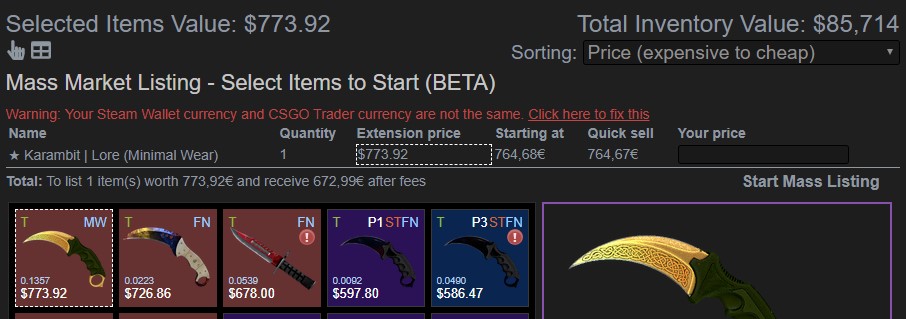 Selected Items Value: $773.92
Total Inventory Value: $85,714
Sorting: Price (expensive to cheap)
Mass Market Listing - Select Items to Start (BETA)
Warning: Your Steam Wallet currency and CSGO Trader currency are not the same. Click here to fix this
Name Quantity Extension price Starting at Quick sell Your price
★ Karambit | Lore (Minimal Wear) 1 $773.92 764,68€ 764,67€
Total: To list 1 item(s) worth 773,92€ and receive 672,99€ after fees
Start Mass Listing
T MW T FN T FN T P1 STFN T P3 STFN
0.1357 0.0223 0.0539 0.0092 0.0490
$773.92 $726.86 $678.00 $597.80 $586.47